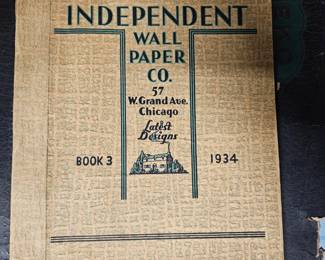 INDEPENDENT
WALL
PAPER
CO.
57
W. Grand Ave.
Chicago
Latest
Designs
BOOK 3 1934